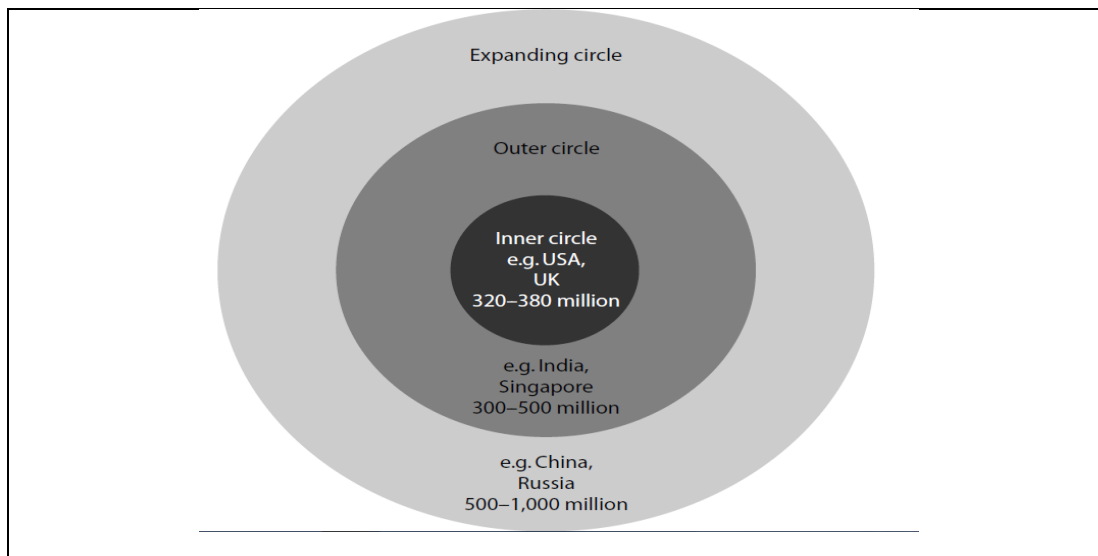 Expanding circle
Outer circle
Inner circle
e.g. USA,
UK
320–380 million
e.g. India,
Singapore
300–500 million
e.g. China,
Russia
500–1,000 million